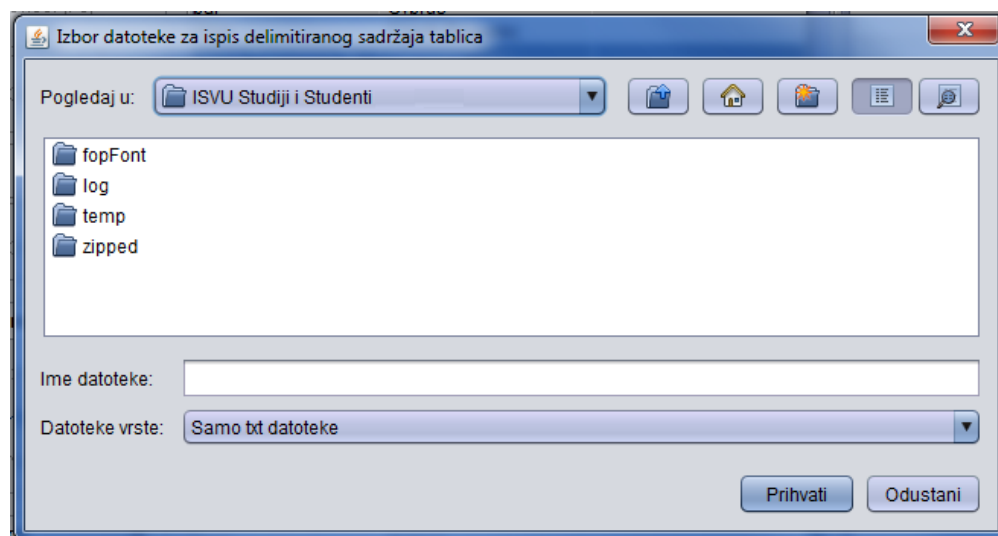 Izbor datoteke za ispis delimitiranog sadržaja tablica
Pogledaj u: ISVU Studiji i Studenti
fopFont
log
temp
zipped
Ime datoteke:
Datoteke vrste: Samo txt datoteke
Prihvati Odustani